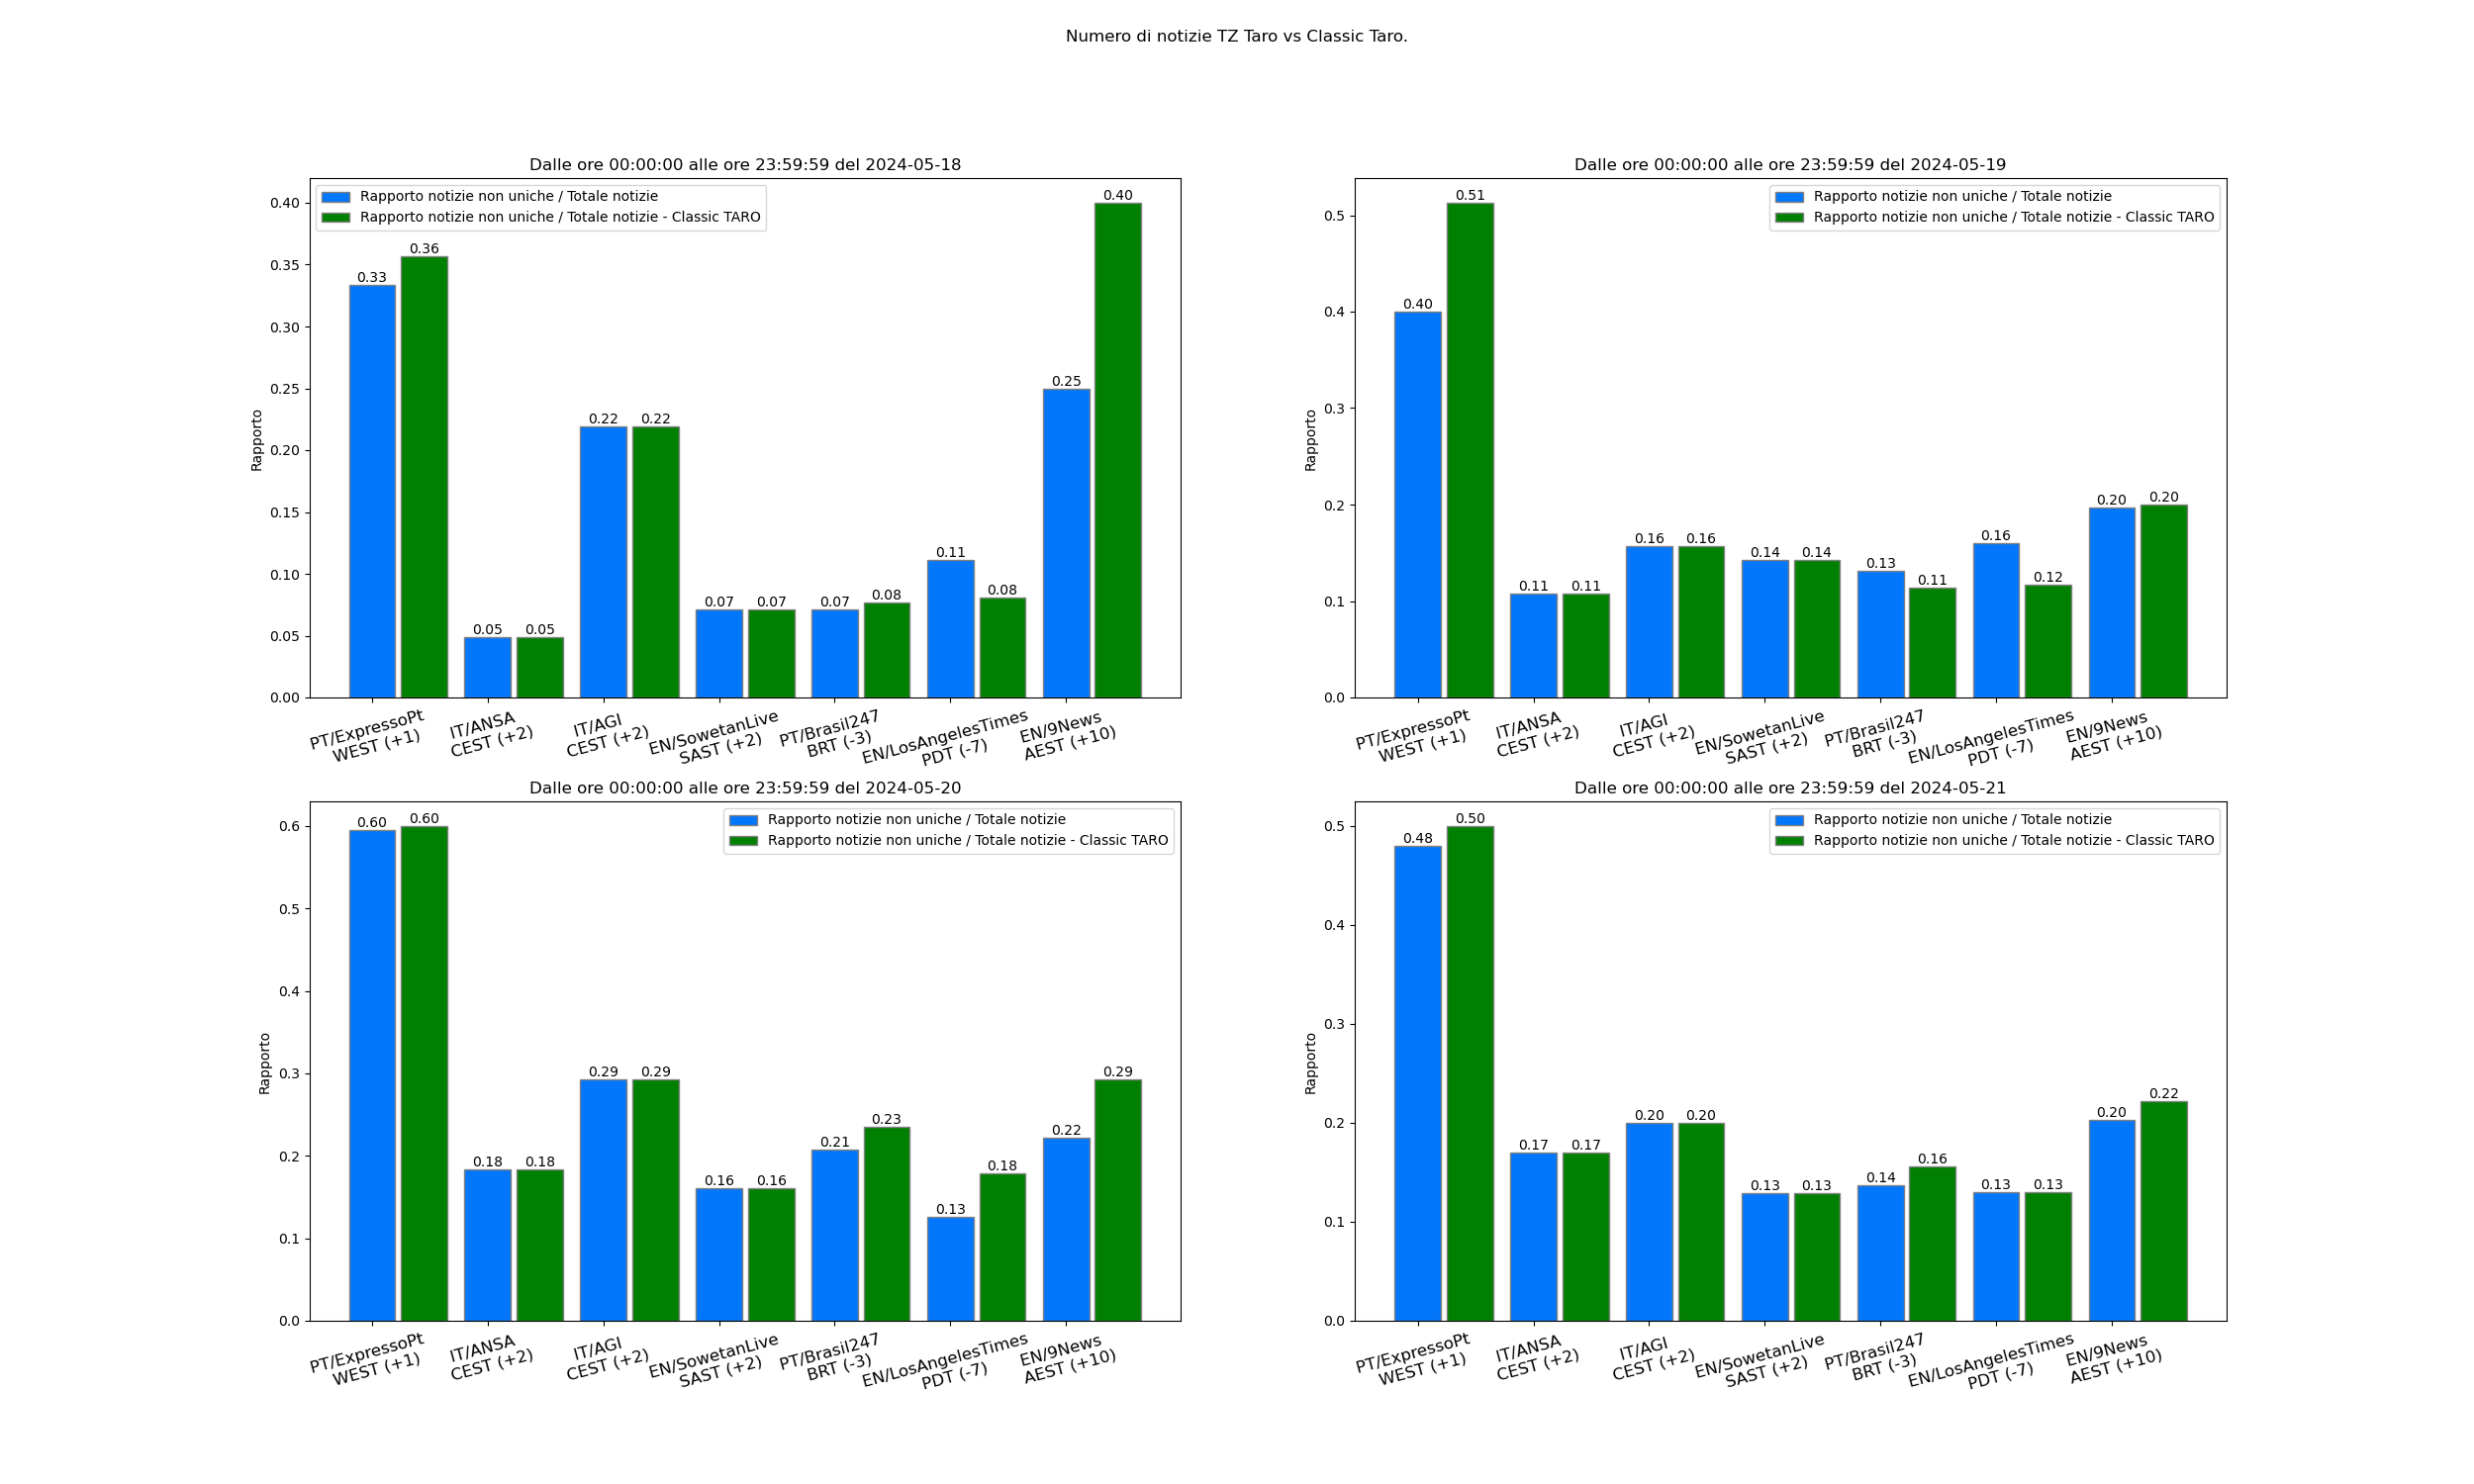 Numero di notizie TZ Taro vs Classic Taro.
Dalle ore 00:00:00 alle ore 23:59:59 del 2024-05-18
Rapporto notizie non uniche / Totale notizie
Rapporto notizie non uniche / Totale notizie - Classic TARO
Rapporto
0.40
0.35
0.30
0.25
0.20
0.15
0.10
0.05
0.00
0.33
0.36
0.05
0.05
0.22
0.22
0.07
0.07
0.07
0.08
0.11
0.08
0.25
0.40
PT/ExpressoPt
WEST (+1)
IT/ANSA
CEST (+2)
IT/AGI
CEST (+2)
EN/SowetanLive
SAST (+2)
PT/Brasil247
BRT (-3)
EN/LosAngelesTimes
PDT (-7)
EN/9News
AEST (+10)
Dalle ore 00:00:00 alle ore 23:59:59 del 2024-05-19
Rapporto notizie non uniche / Totale notizie
Rapporto notizie non uniche / Totale notizie - Classic TARO
Rapporto
0.5
0.4
0.3
0.2
0.1
0.0
0.40
0.51
0.11
0.11
0.16
0.16
0.14
0.14
0.13
0.11
0.16
0.12
0.20
0.20
PT/ExpressoPt
WEST (+1)
IT/ANSA
CEST (+2)
IT/AGI
CEST (+2)
EN/SowetanLive
SAST (+2)
PT/Brasil247
BRT (-3)
EN/LosAngelesTimes
PDT (-7)
EN/9News
AEST (+10)
Dalle ore 00:00:00 alle ore 23:59:59 del 2024-05-20
Rapporto notizie non uniche / Totale notizie
Rapporto notizie non uniche / Totale notizie - Classic TARO
Rapporto
0.6
0.5
0.4
0.3
0.2
0.1
0.0
0.60
0.60
0.18
0.18
0.29
0.29
0.16
0.16
0.21
0.23
0.13
0.18
0.22
0.29
PT/ExpressoPt
WEST (+1)
IT/ANSA
CEST (+2)
IT/AGI
CEST (+2)
EN/SowetanLive
SAST (+2)
PT/Brasil247
BRT (-3)
EN/LosAngelesTimes
PDT (-7)
EN/9News
AEST (+10)
Dalle ore 00:00:00 alle ore 23:59:59 del 2024-05-21
Rapporto notizie non uniche / Totale notizie
Rapporto notizie non uniche / Totale notizie - Classic TARO
Rapporto
0.5
0.4
0.3
0.2
0.1
0.0
0.48
0.50
0.17
0.17
0.20
0.20
0.13
0.13
0.14
0.16
0.13
0.13
0.20
0.22
PT/ExpressoPt
WEST (+1)
IT/ANSA
CEST (+2)
IT/AGI
CEST (+2)
EN/SowetanLive
SAST (+2)
PT/Brasil247
BRT (-3)
EN/LosAngelesTimes
PDT (-7)
EN/9News
AEST (+10)